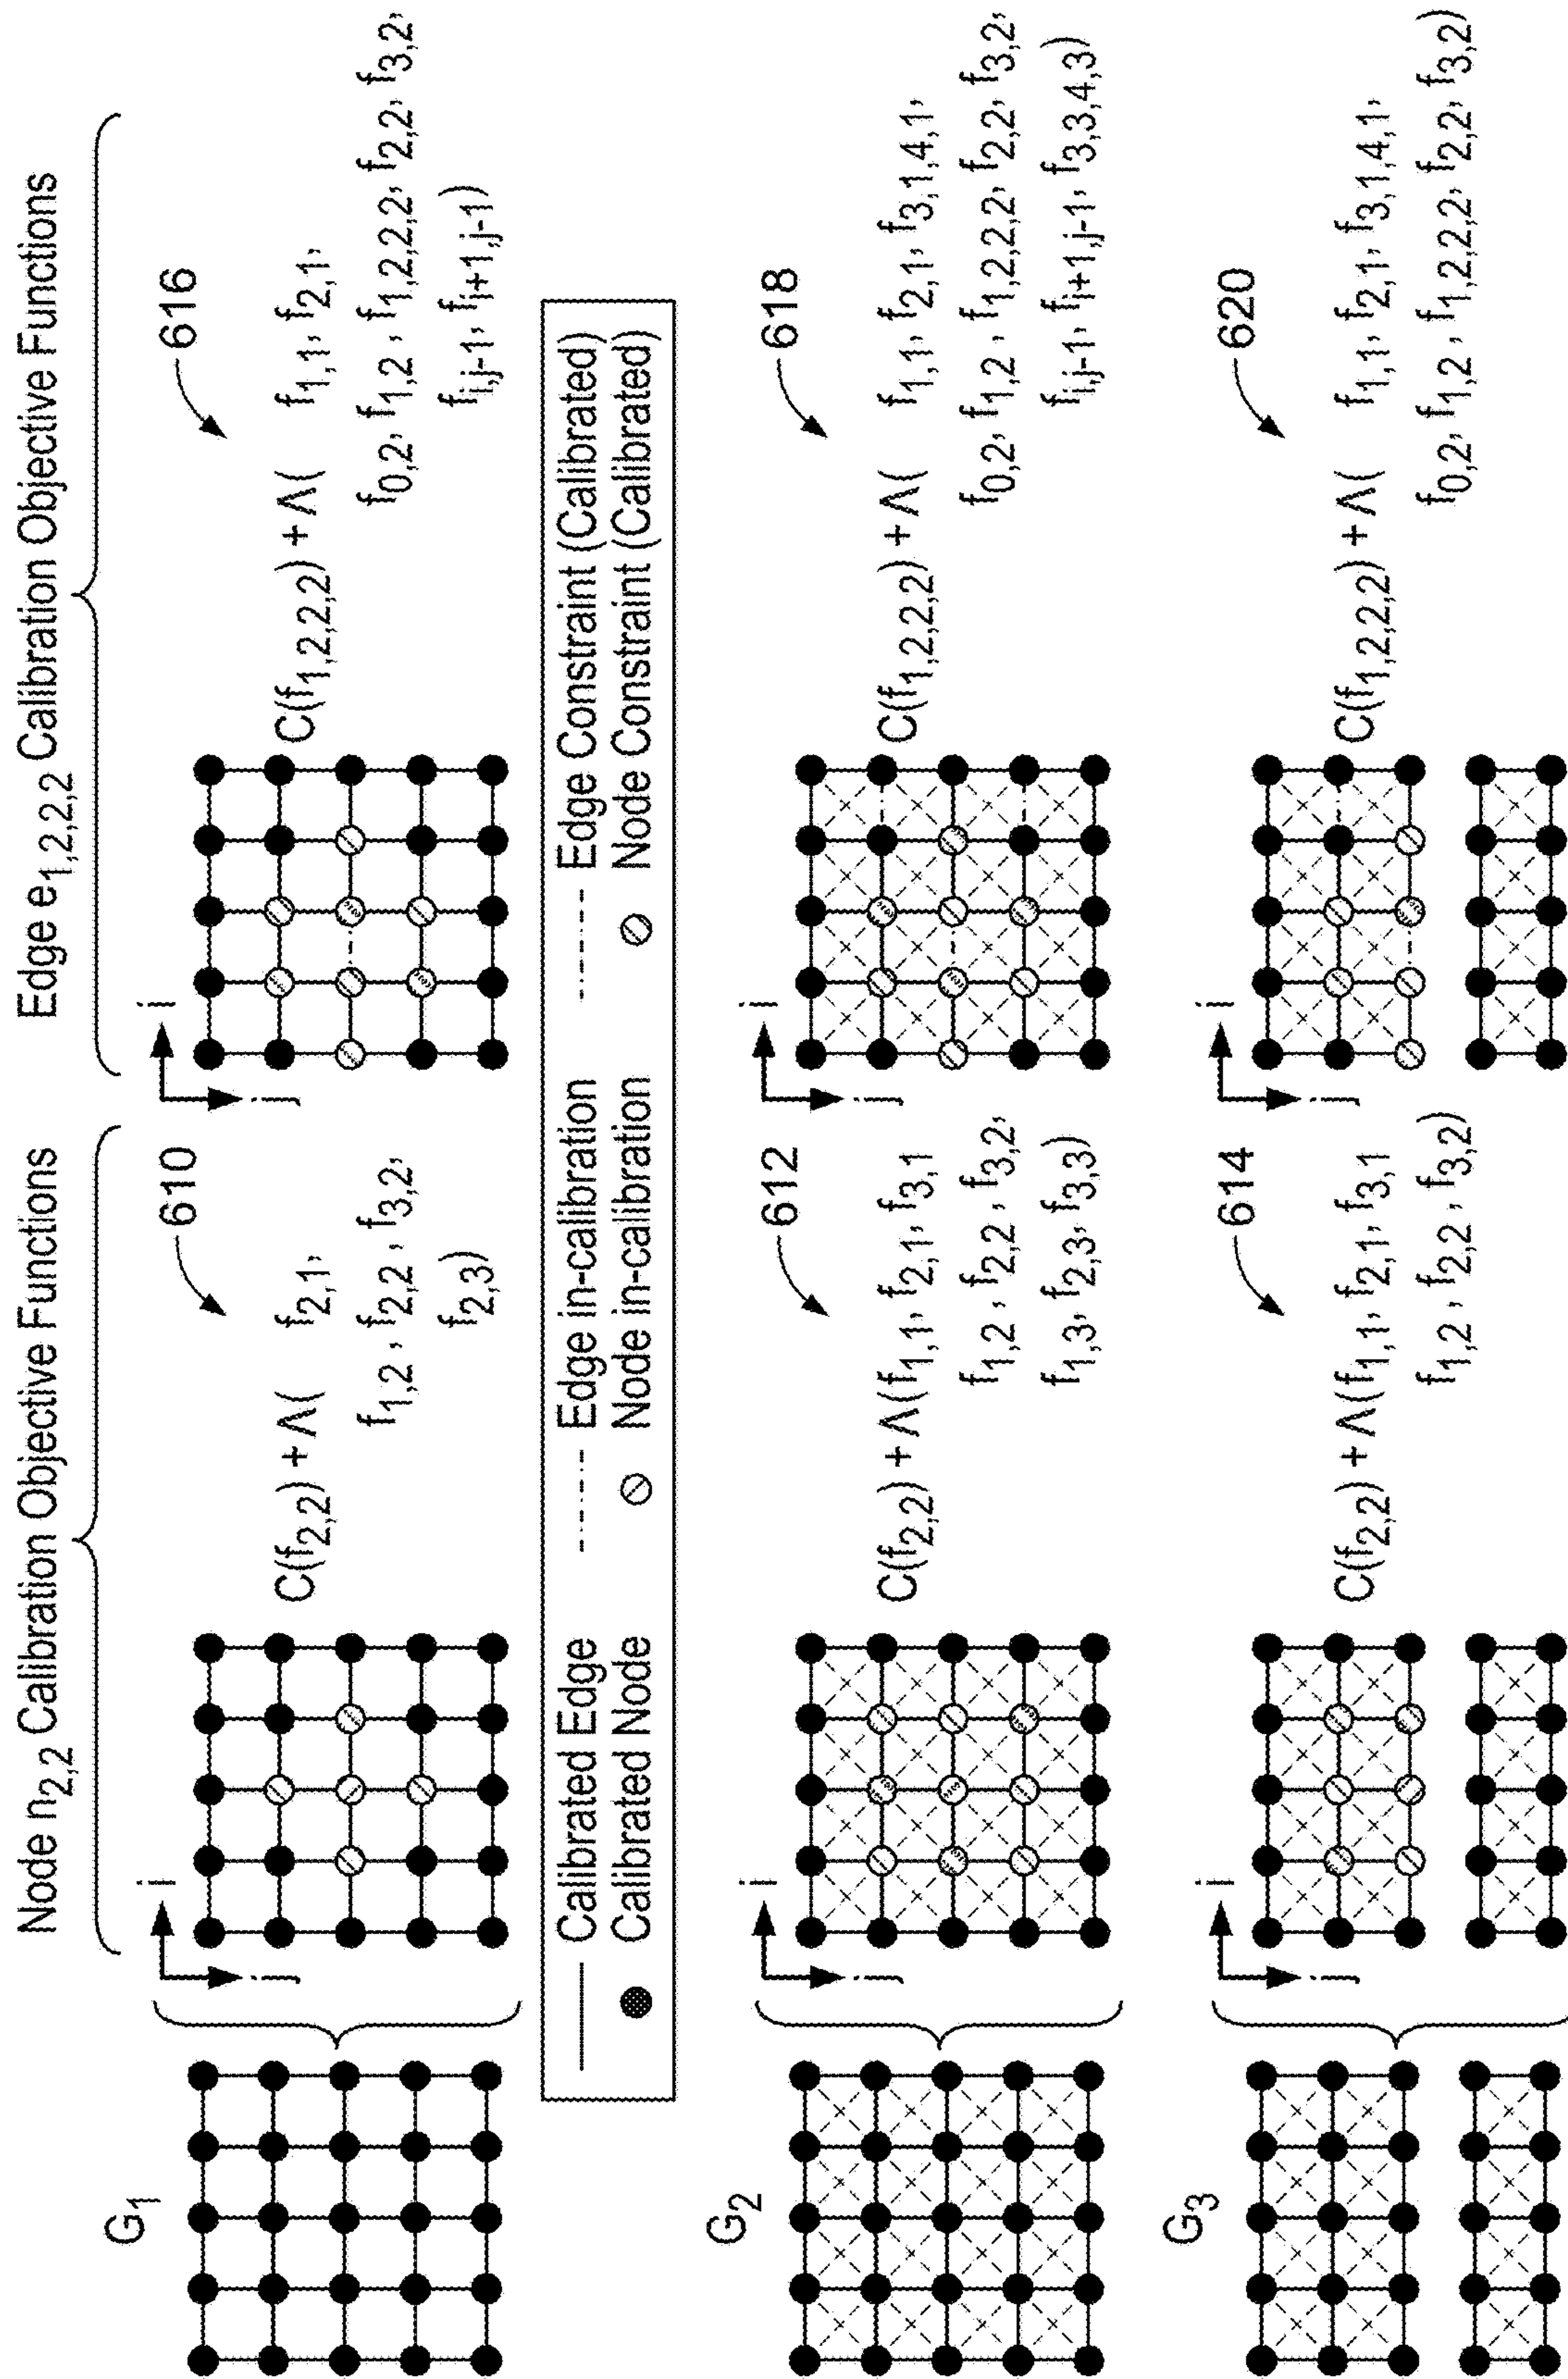 Node n2,2 Calibration Objective Functions
Edge e1,2,2,2 Calibration Objective Functions
G1
i
j
610
C(f2,2) + Λ( f2,1,
f1,2 , f2,2 , f3,2,
f2,3)
i
j
616
C(f1,2,2,2) + Λ( f1,1, f2,1,
f0,2, f1,2 , f1,2,2,2, f2,2, f3,2,
fi,j-1, fi+1,j-1)
Calibrated Edge
Edge in-calibration
Edge Constraint (Calibrated)
Calibrated Node
Node in-calibration
Node Constraint (Calibrated)
G2
i
j
612
C(f2,2) + Λ(f1,1, f2,1, f3,1
f1,2 , f2,2 , f3,2,
f1,3, f2,3, f3,3)
i
j
618
C(f1,2,2,2) + Λ( f1,1, f2,1, f3,1,4,1,
f0,2, f1,2 , f1,2,2,2, f2,2, f3,2,
fi,j-1, fi+1,j-1, f3,3,4,3)
G3
i
j
614
C(f2,2) + Λ(f1,1, f2,1, f3,1
f1,2 , f2,2 , f3,2)
i
j
620
C(f1,2,2,2) + Λ( f1,1, f2,1, f3,1,4,1,
f0,2, f1,2 , f1,2,2,2, f2,2, f3,2)